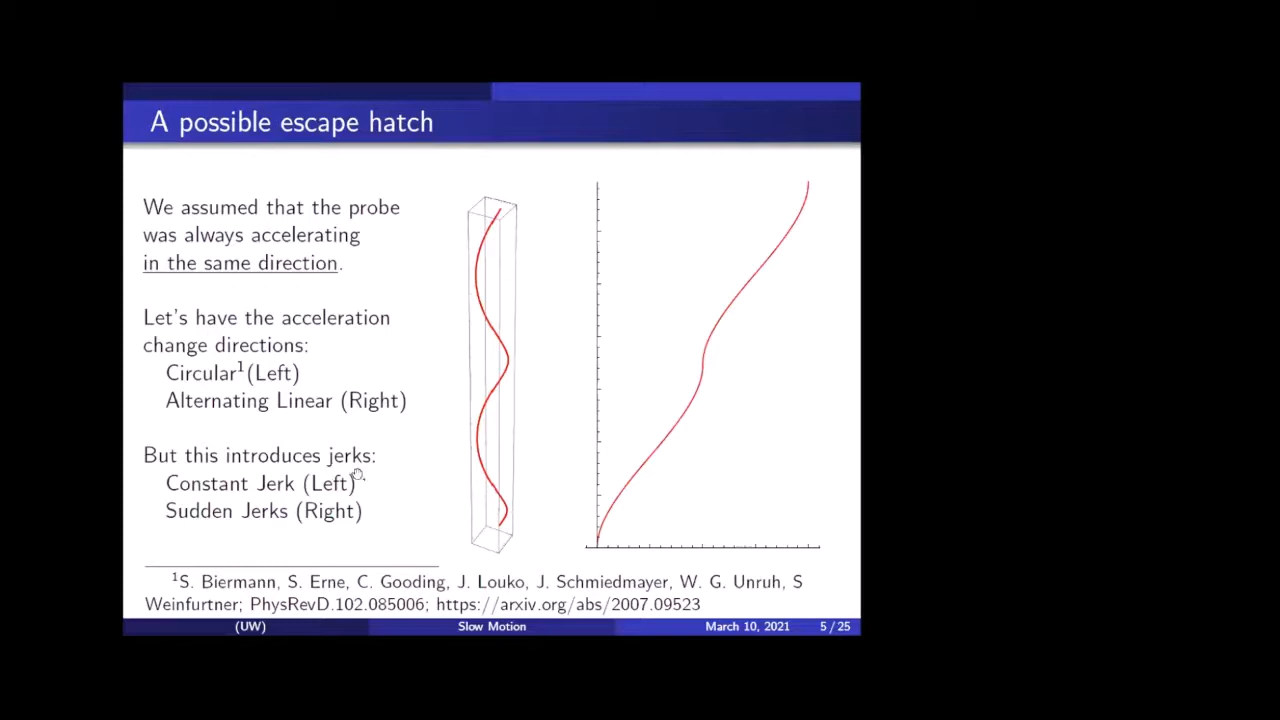 A possible escape hatch
We assumed that the probe
was always accelerating
in the same direction.
Let's have the acceleration
change directions:
Circular¹(Left)
Alternating Linear (Right)
But this introduces jerks:
Constant Jerk (Left)
Sudden Jerks (Right)
¹S. Biermann, S. Erne, C. Gooding, J. Louko, J. Schmiedmayer, W. G. Unruh, S
Weinfurtner; PhysRevD.102.085006; https://arxiv.org/abs/2007.09523
(UW) Slow Motion March 10, 2021 5 / 25